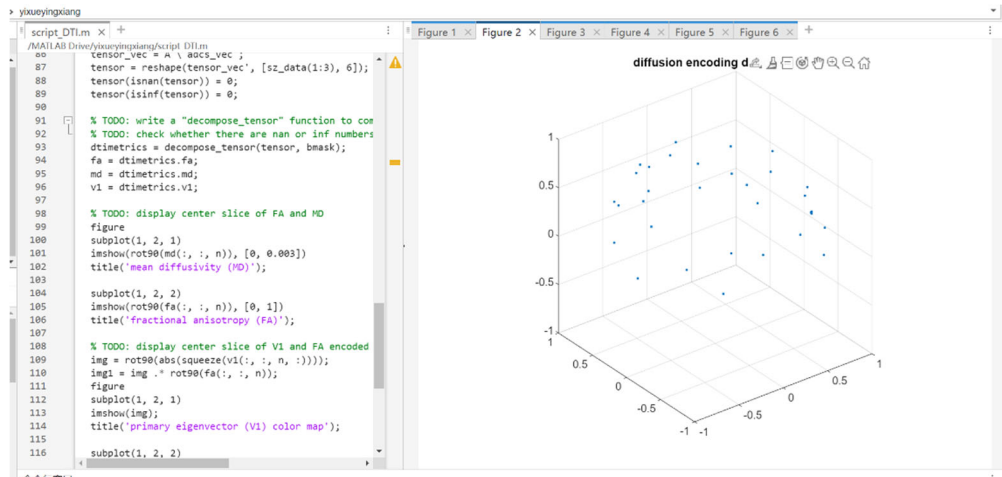 yixueyingxiang
script_DTI.m × +
/MATLAB Drive/yixueyingxiang/script_DTI.m
86 tensor_vec = A \ adcs_vec ;
87 tensor = reshape(tensor_vec', [sz_data(1:3), 6]);
88 tensor(isnan(tensor)) = 0;
89 tensor(isinf(tensor)) = 0;
90
91 % TODO: write a "decompose_tensor" function to com
92 % TODO: check whether there are nan or inf numbers
93 dtimetrics = decompose_tensor(tensor, bmask);
94 fa = dtimetrics.fa;
95 md = dtimetrics.md;
96 v1 = dtimetrics.v1;
97
98 % TODO: display center slice of FA and MD
99 figure
100 subplot(1, 2, 1)
101 imshow(rot90(md(:, :, n)), [0, 0.003])
102 title('mean diffusivity (MD)');
103
104 subplot(1, 2, 2)
105 imshow(rot90(fa(:, :, n)), [0, 1])
106 title('fractional anisotropy (FA)');
107
108 % TODO: display center slice of V1 and FA encoded
109 img = rot90(abs(squeeze(v1(:, :, n, :))));
110 img1 = img .* rot90(fa(:, :, n));
111 figure
112 subplot(1, 2, 1)
113 imshow(img);
114 title('primary eigenvector (V1) color map');
115
116 subplot(1, 2, 2)
Figure 1 × Figure 2 × Figure 3 × Figure 4 × Figure 5 × Figure 6 × +
diffusion encoding d
1
0.5
0
-0.5
-1
1
0.5
0
-0.5
-1
-1
-0.5
0
0.5
1